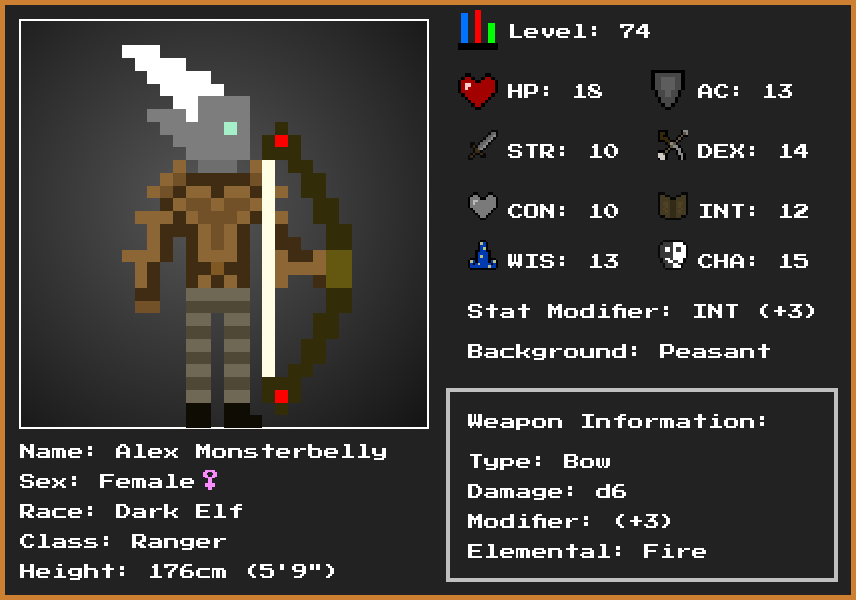 Level: 74
HP: 18 AC: 13
STR: 10 DEX: 14
CON: 10 INT: 12
WIS: 13 CHA: 15
Stat Modifier: INT (+3)
Background: Peasant
Weapon Information:
Type: Bow
Damage: d6
Modifier: (+3)
Elemental: Fire
Name: Alex Monsterbelly
Sex: Female♀
Race: Dark Elf
Class: Ranger
Height: 176cm (5'9")